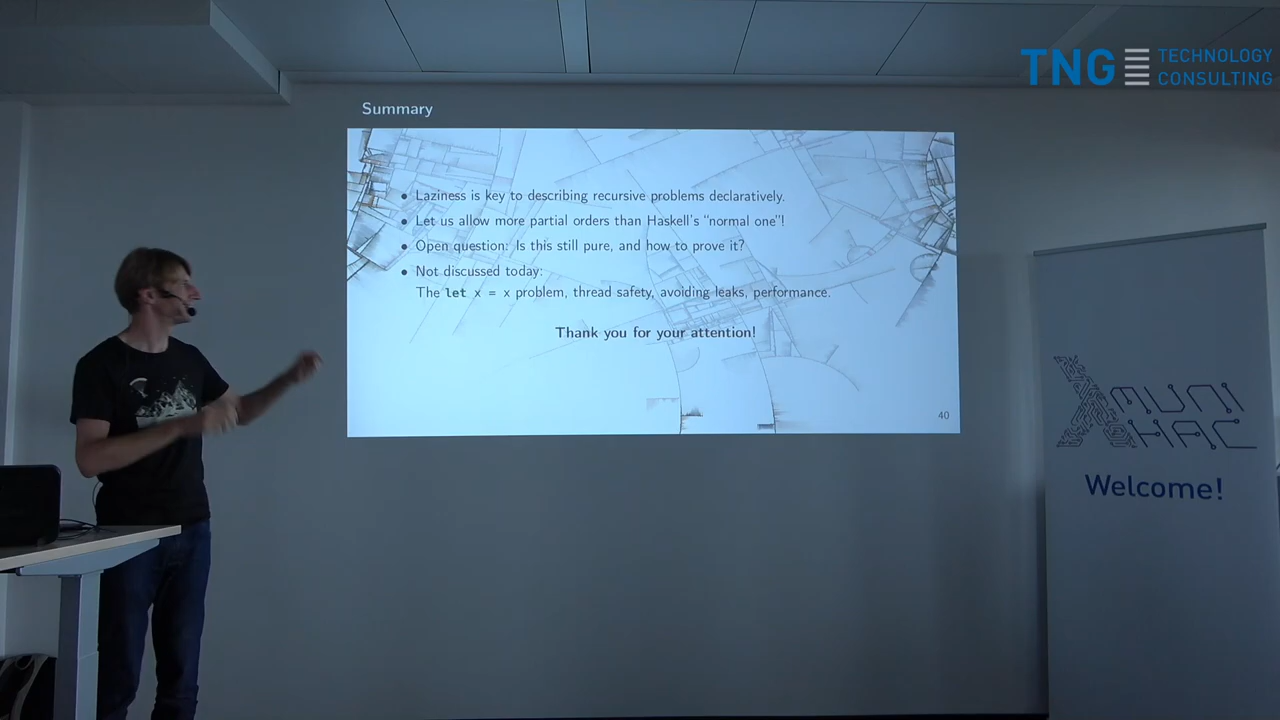 TNG TECHNOLOGY
CONSULTING
Summary
• Laziness is key to describing recursive problems declaratively.
• Let us allow more partial orders than Haskell's “normal one”!
• Open question: Is this still pure, and how to prove it?
• Not discussed today:
The let x = x problem, thread safety, avoiding leaks, performance.
Thank you for your attention!
40
MUNI
HAC
Welcome!